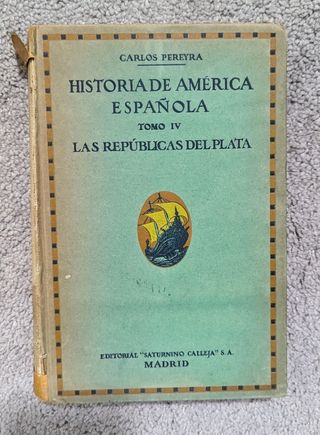 CARLOS PEREYRA
HISTORIA DE AMÉRICA
ESPAÑOLA
TOMO IV
LAS REPÚBLICAS DEL PLATA
EDITORIAL "SATURNINO CALLEJA" S. A.
MADRID